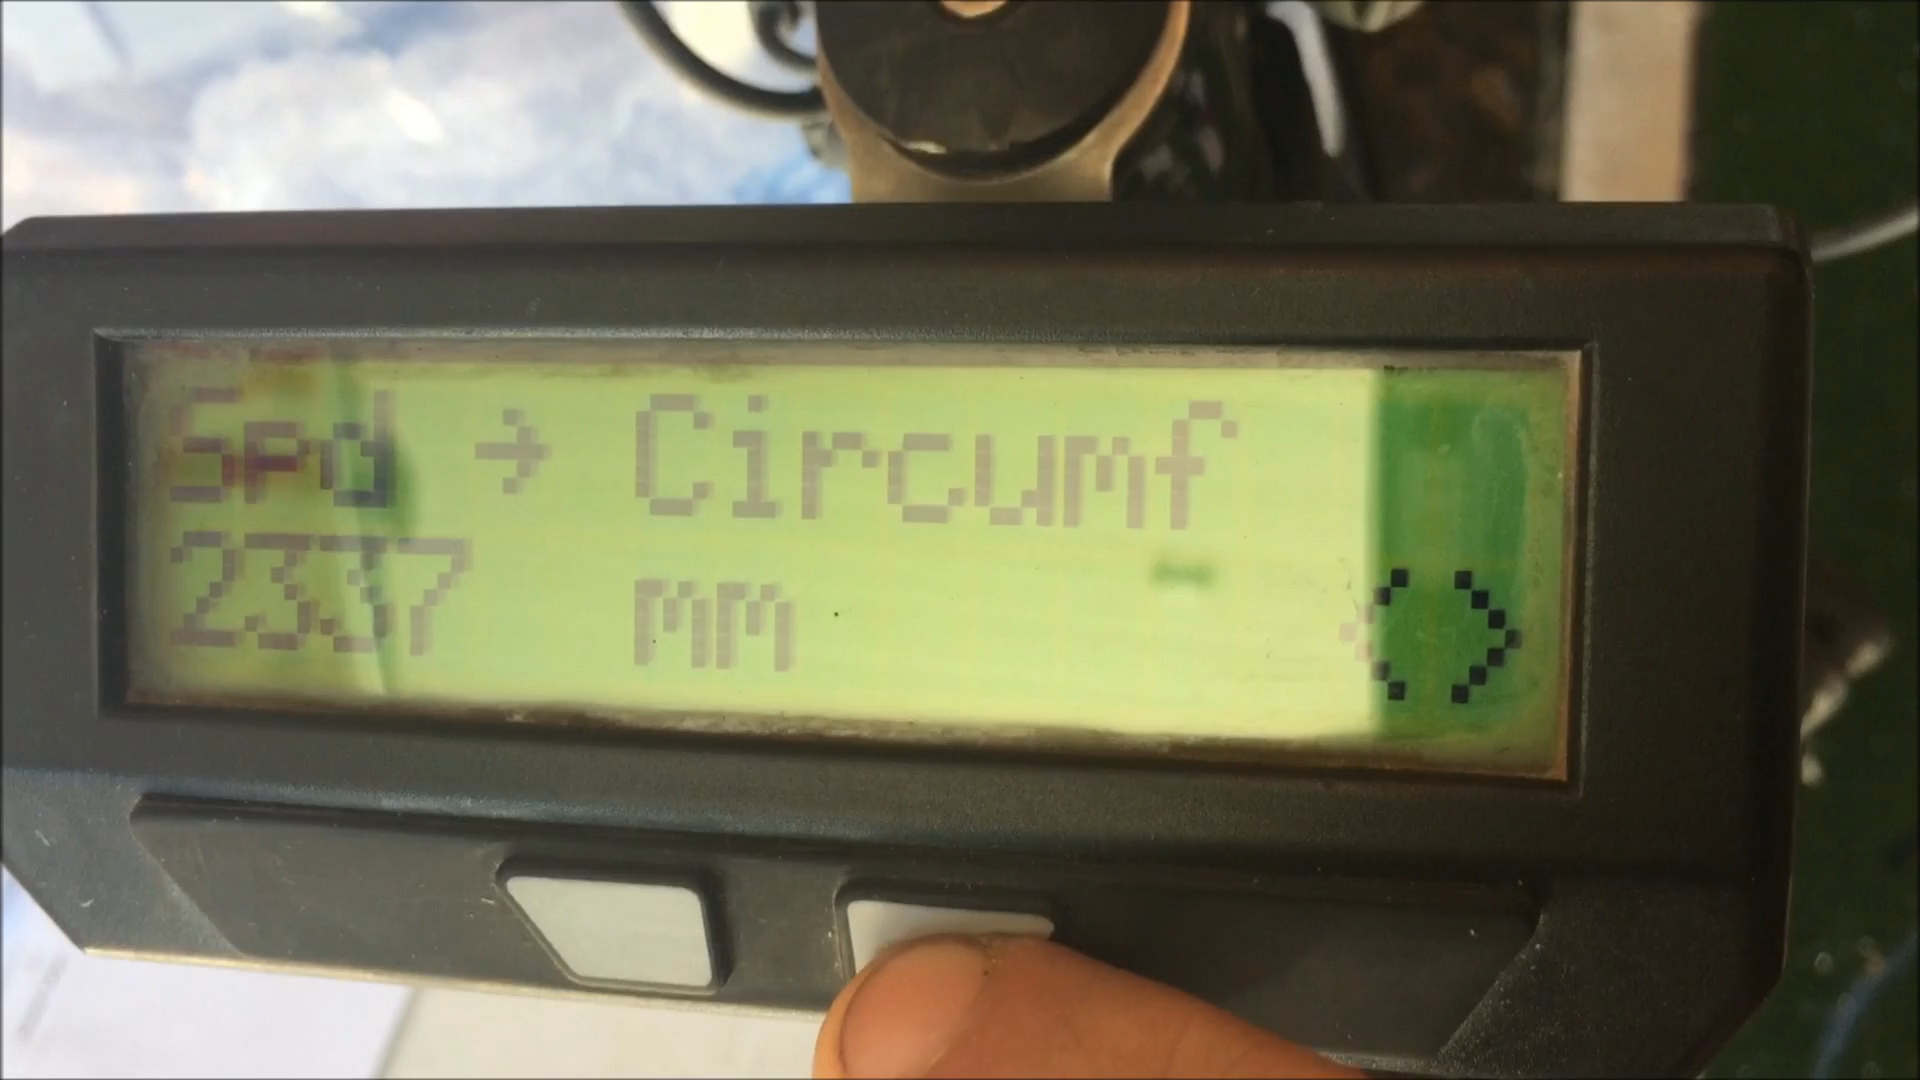 Spd → Circumf
2337 mm <>